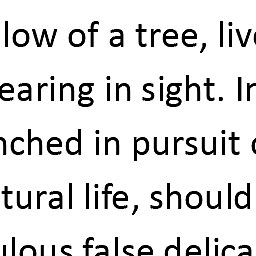 low of a tree, live
earing in sight. In
nched in pursuit o
tural life, should
ulous false delica